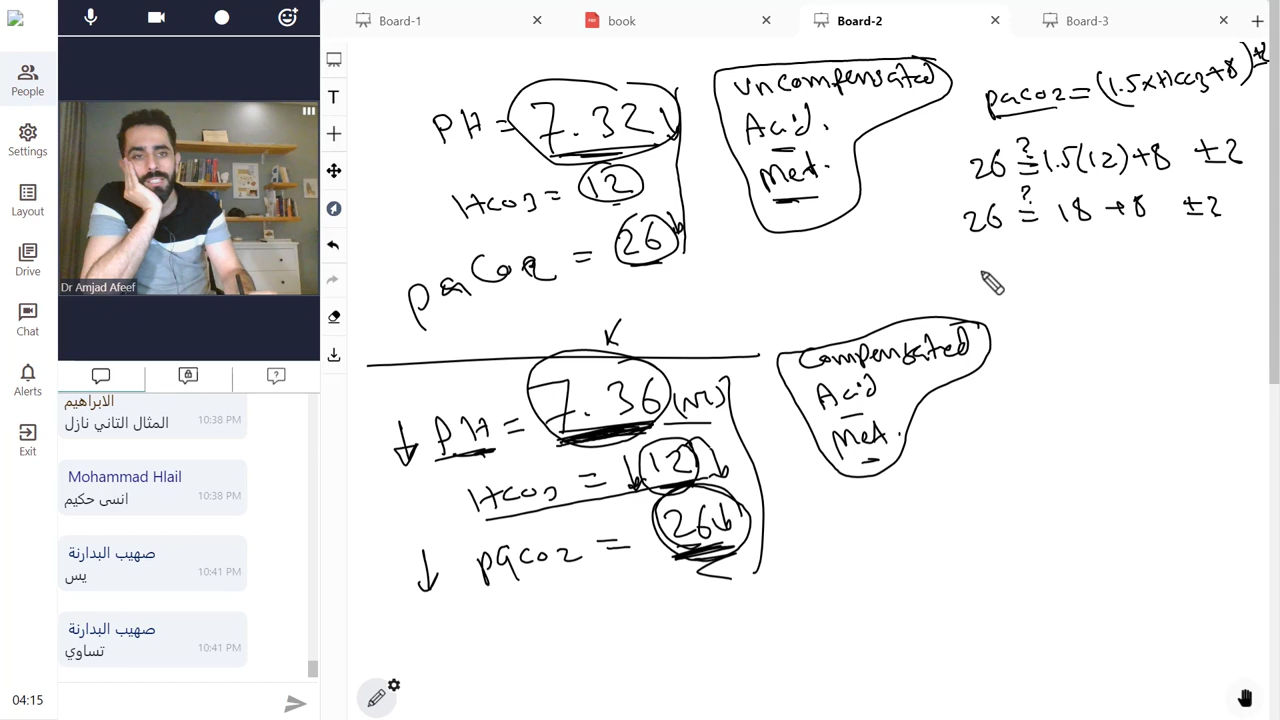 Board-1
book
Board-2
Board-3
People
Settings
Layout
Drive
Chat
Alerts
Exit
04:15
Dr Amjad Afeef
الابراهيم
المثال التاني نازل
10:38 PM
Mohammad Hlail
انسى حكيم
10:38 PM
صهيب البدارنة
يس
10:41 PM
صهيب البدارنة
تساوي
10:41 PM
PH = 7.32 ↓
HCO3 = 12
paCo2 = 26 ↓
uncompensated
Acid.
Met.
paco2 = (1.5xHco3+8) ±2
26 ?= 1.5(12)+8 ±2
26 ?= 18 +8 ±2
↓ PH = 7.36
HCO3 = ↓ 12 ↓
↓ paco2 = 26↓
Compensated
Acid
Met.